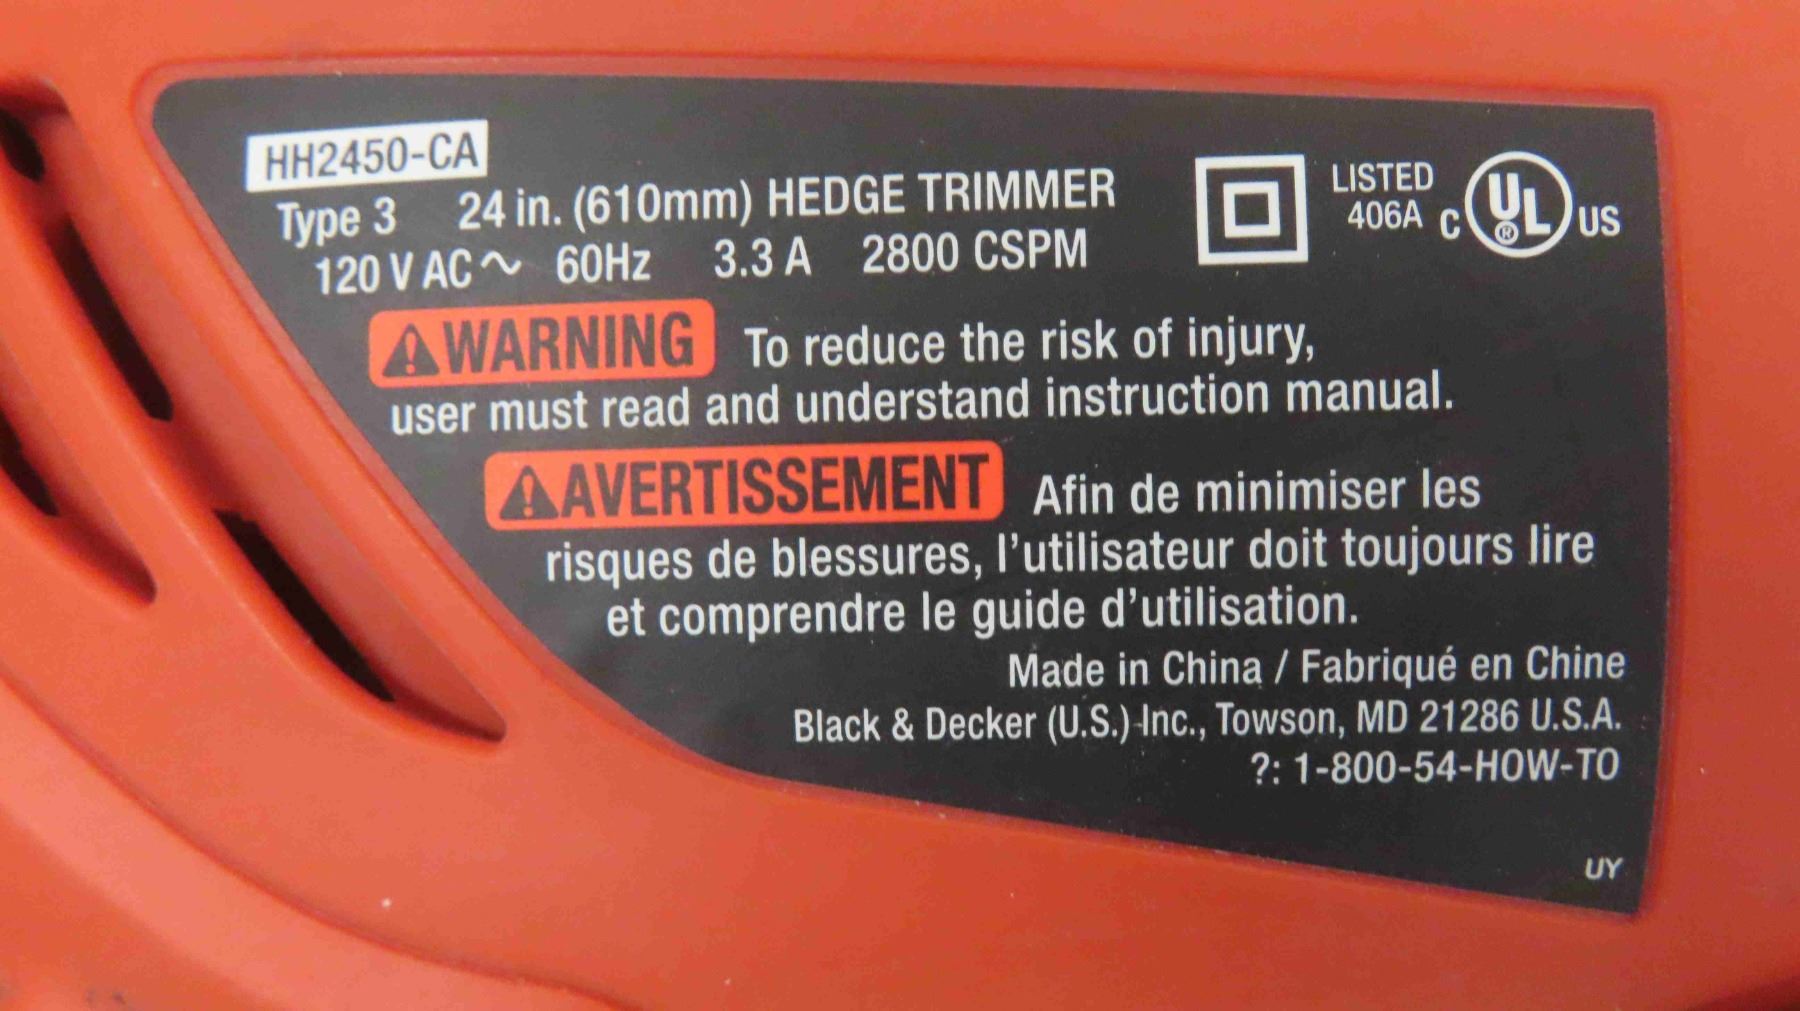 HH2450-CA
Type 3 24 in. (610mm) HEDGE TRIMMER
120 V AC ~ 60Hz 3.3 A 2800 CSPM
LISTED
406A C UL® US
WARNING To reduce the risk of injury,
user must read and understand instruction manual.
AVERTISSEMENT Afin de minimiser les
risques de blessures, l'utilisateur doit toujours lire
et comprendre le guide d'utilisation.
Made in China / Fabriqué en Chine
Black & Decker (U.S.) Inc., Towson, MD 21286 U.S.A.
?: 1-800-54-HOW-TO
UY